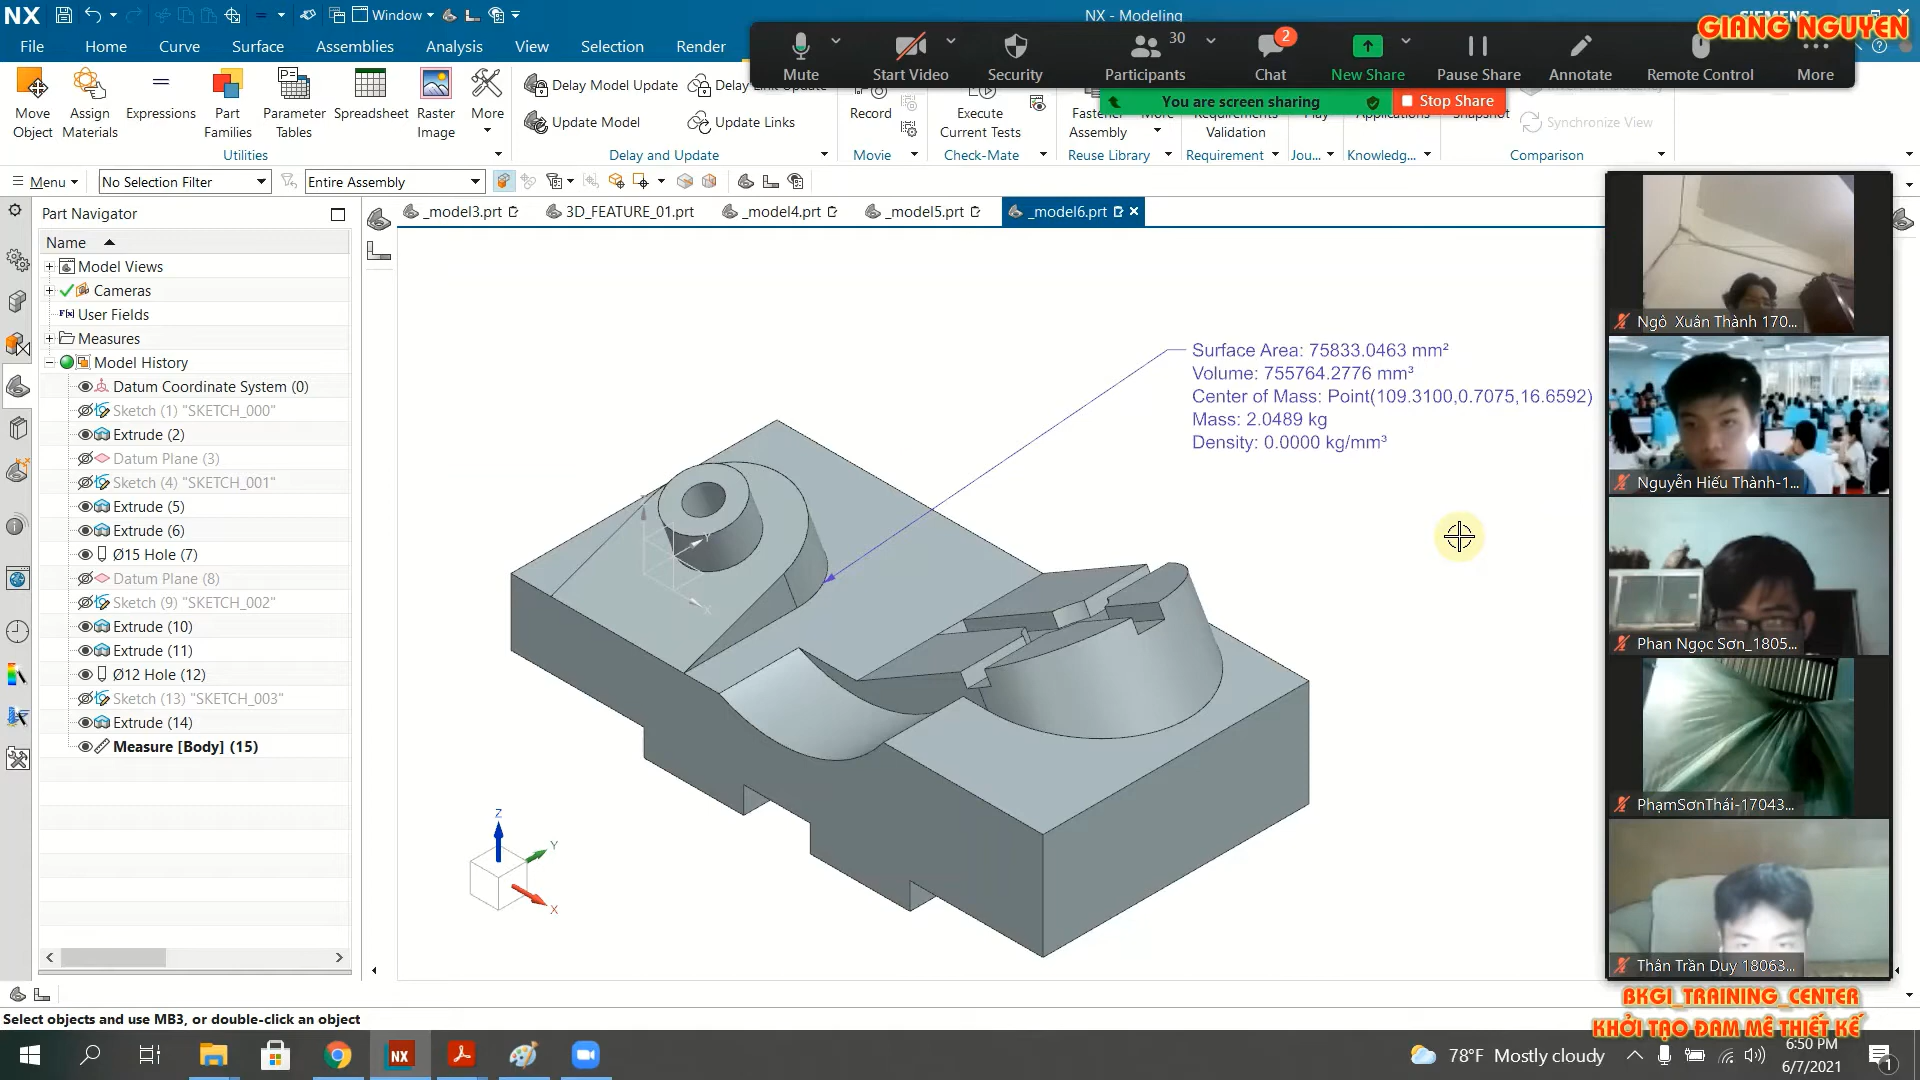 NX
Window
NX - Modeling
GIANG NGUYEN
File
Home
Curve
Surface
Assemblies
Analysis
View
Selection
Render
Mute
Start Video
Security
Participants
30
Chat
2
New Share
Pause Share
Annotate
Remote Control
More
You are screen sharing
Stop Share
Move
Object
Assign
Materials
Expressions
Part
Families
Parameter
Tables
Spreadsheet
Raster
Image
More
Utilities
Delay Model Update
Update Model
Update Links
Delay and Update
Record
Movie
Execute
Current Tests
Check-Mate
Assembly
Reuse Library
Validation
Requirement
Jou...
Knowledg...
Synchronize View
Comparison
Menu
No Selection Filter
Entire Assembly
Part Navigator
_model3.prt
3D_FEATURE_01.prt
_model4.prt
_model5.prt
_model6.prt
Name
Model Views
Cameras
User Fields
Measures
Model History
Datum Coordinate System (0)
Sketch (1) "SKETCH_000"
Extrude (2)
Datum Plane (3)
Sketch (4) "SKETCH_001"
Extrude (5)
Extrude (6)
Ø15 Hole (7)
Datum Plane (8)
Sketch (9) "SKETCH_002"
Extrude (10)
Extrude (11)
Ø12 Hole (12)
Sketch (13) "SKETCH_003"
Extrude (14)
Measure [Body] (15)
Surface Area: 75833.0463 mm²
Volume: 755764.2776 mm³
Center of Mass: Point(109.3100,0.7075,16.6592)
Mass: 2.0489 kg
Density: 0.0000 kg/mm³
Y
X
Z
Y
X
Ngô Xuân Thành 170...
Nguyễn Hiếu Thành-1...
Phan Ngọc Sơn_1805...
PhạmSơnThái-17043...
Thân Trần Duy 18063...
BKGI_TRAINING_CENTER
KHỞI TẠO ĐAM MÊ THIẾT KẾ
Select objects and use MB3, or double-click an object
NX
78°F Mostly cloudy
6:50 PM
6/7/2021
1